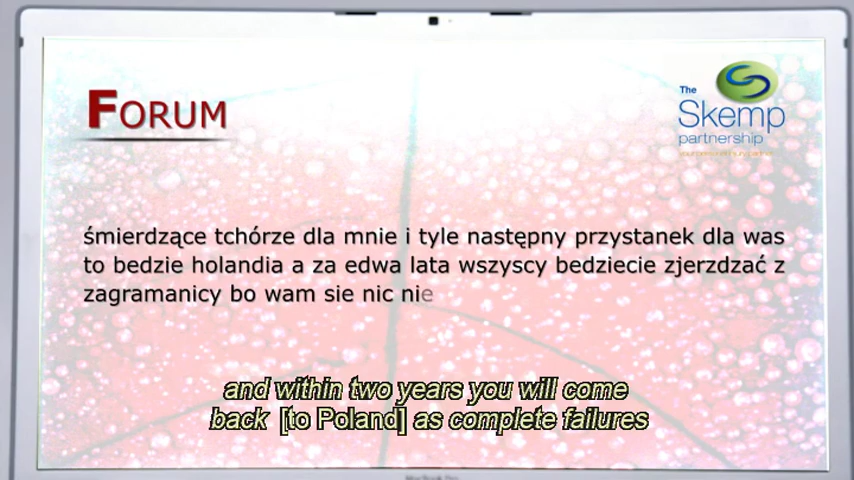 FORUM
The
Skemp
partnership
śmierdzące tchórze dla mnie i tyle następny przystanek dla was
to bedzie holandia a za edwa lata wszyscy bedziecie zjerzdzać z
zagramanicy bo wam sie nic nie
and within two years you will come
back [to Poland] as complete failures